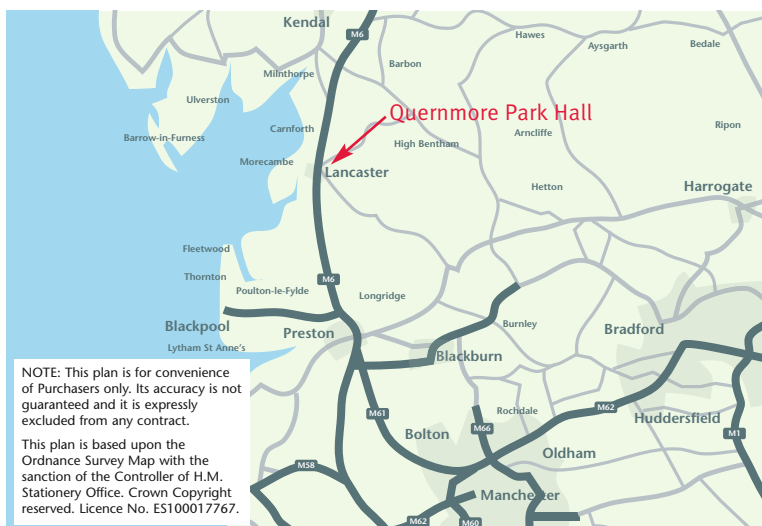 Kendal
M6
Hawes
Aysgarth
Bedale
Barbon
Milnthorpe
Ulverston
Quernmore Park Hall
Carnforth
Barrow-in-Furness
High Bentham
Arncliffe
Ripon
Morecambe
Lancaster
Hetton
Harrogate
Fleetwood
Thornton
M6
Poulton-le-Fylde
Longridge
Blackpool
Preston
Burnley
Bradford
Lytham St Anne's
Blackburn
NOTE: This plan is for convenience
of Purchasers only. Its accuracy is not
guaranteed and it is expressly
excluded from any contract.
This plan is based upon the
Ordnance Survey Map with the
sanction of the Controller of H.M.
Stationery Office. Crown Copyright
reserved. Licence No. ES100017767.
M61
Rochdale
M62
Huddersfield
Bolton
M66
M1
Oldham
M58
Manchester
M62
M60